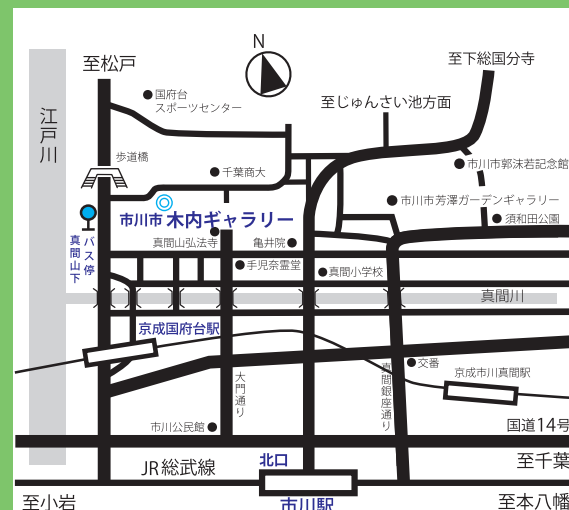 N
至松戸
至下総国分寺
国府台
スポーツセンター
至じゅんさい池方面
江戸川
歩道橋
千葉商大
市川市郭沫若記念館
市川市芳澤ガーデンギャラリー
市川市 木内ギャラリー
須和田公園
バス停
真間山下
真間山弘法寺
亀井院
手児奈霊堂
真間小学校
真間川
京成国府台駅
交番
京成市川真間駅
大門通り
真間銀座通り
市川公民館
国道14号
JR総武線
北口
至千葉
市川駅
至小岩
至本八幡